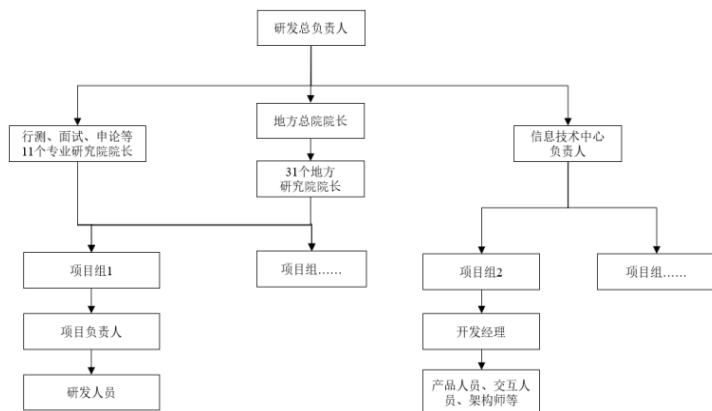 研发总负责人
行测、面试、申论等
11个专业研究院院长
地方总院院长
信息技术中心
负责人
31个地方
研究院院长
项目组1
项目组……
项目组2
项目组……
项目负责人
开发经理
研发人员
产品人员、交互人
员、架构师等